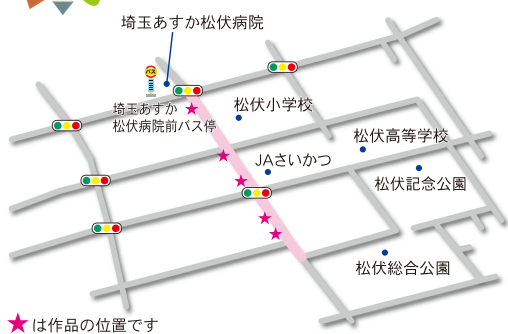 埼玉あすか松伏病院
バス
埼玉あすか
松伏病院前バス停
松伏小学校
松伏高等学校
JAさいかつ
松伏記念公園
松伏総合公園
★は作品の位置です